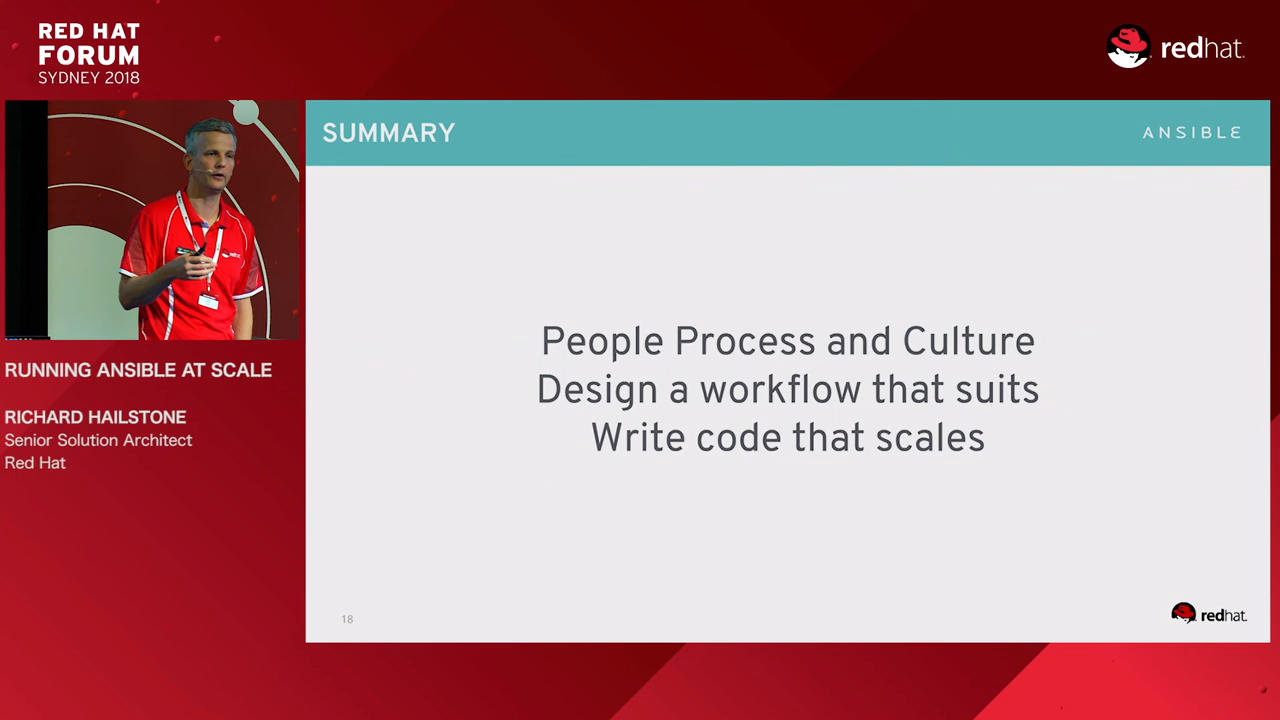 RED HAT
FORUM
SYDNEY 2018
redhat.
SUMMARY
ANSIBLE
People Process and Culture
Design a workflow that suits
Write code that scales
18
redhat.
RUNNING ANSIBLE AT SCALE
RICHARD HAILSTONE
Senior Solution Architect
Red Hat